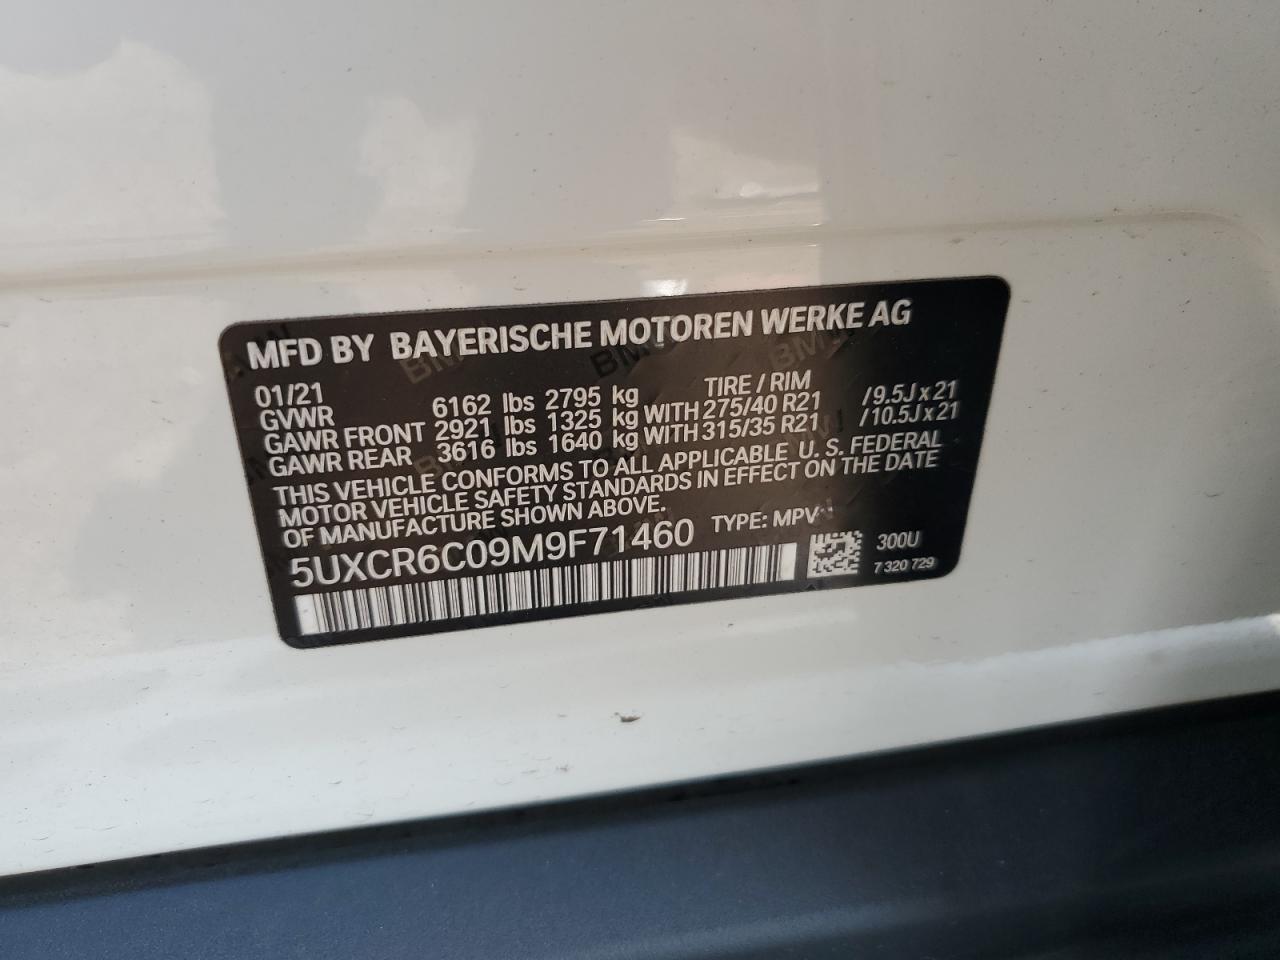 MFD BY BAYERISCHE MOTOREN WERKE AG
01/21 TIRE / RIM
GVWR 6162 lbs 2795 kg
GAWR FRONT 2921 lbs 1325 kg WITH 275/40 R21 /9.5J x 21
GAWR REAR 3616 lbs 1640 kg WITH 315/35 R21 /10.5J x 21
THIS VEHICLE CONFORMS TO ALL APPLICABLE U. S. FEDERAL
MOTOR VEHICLE SAFETY STANDARDS IN EFFECT ON THE DATE
OF MANUFACTURE SHOWN ABOVE.
5UXCR6C09M9F71460 TYPE: MPV
300U
7 320 729